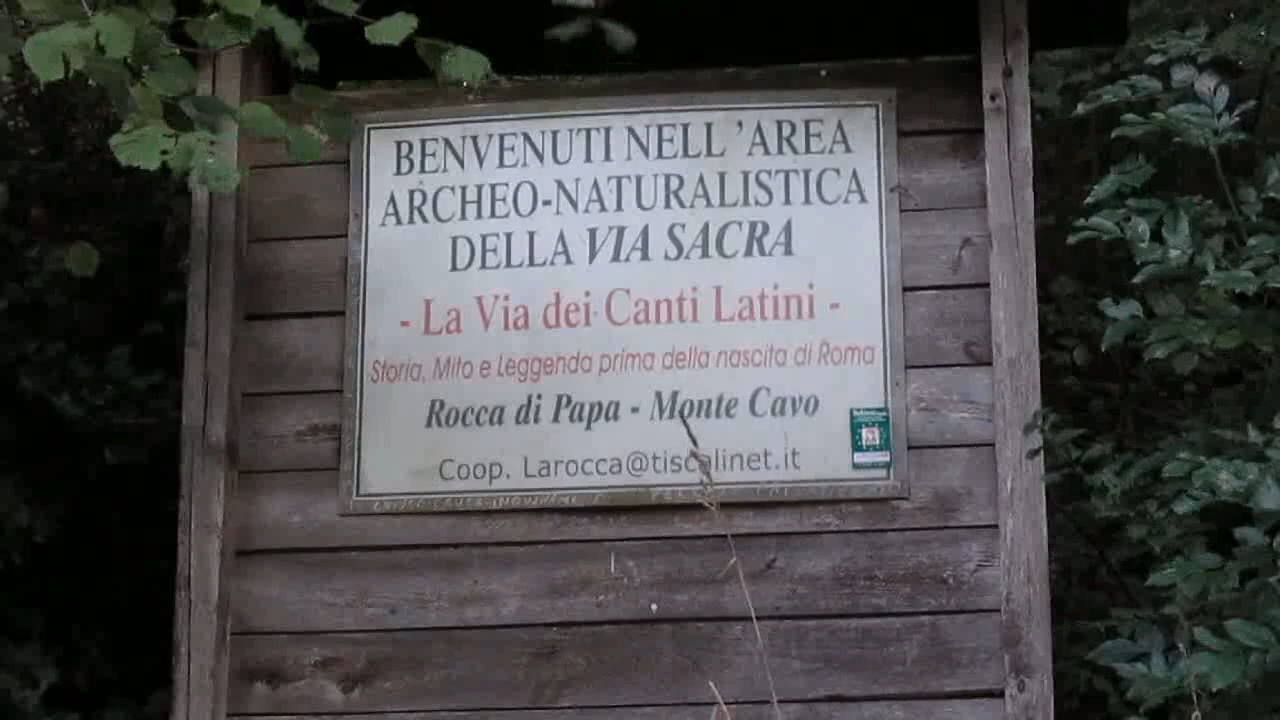 BENVENUTI NELL'AREA
ARCHEO-NATURALISTICA
DELLA VIA SACRA
- La Via dei Canti Latini -
Storia, Mito e Leggenda prima della nascita di Roma
Rocca di Papa - Monte Cavo
Coop. Larocca@tiscalinet.it